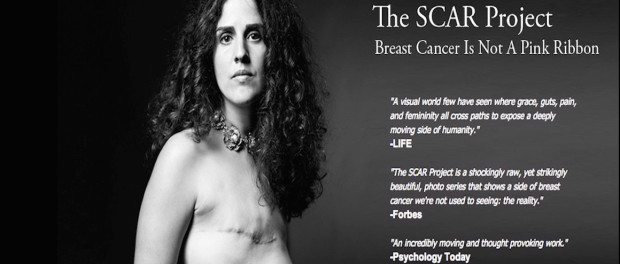 The SCAR Project
Breast Cancer Is Not A Pink Ribbon
"A visual world few have seen where grace, guts, pain,
and femininity all cross paths to expose a deeply
moving side of humanity."
-LIFE
"The SCAR Project is a shockingly raw, yet strikingly
beautiful, photo series that shows a side of breast
cancer we're not used to seeing: the reality."
-Forbes
"An incredibly moving and thought provoking work."
-Psychology Today